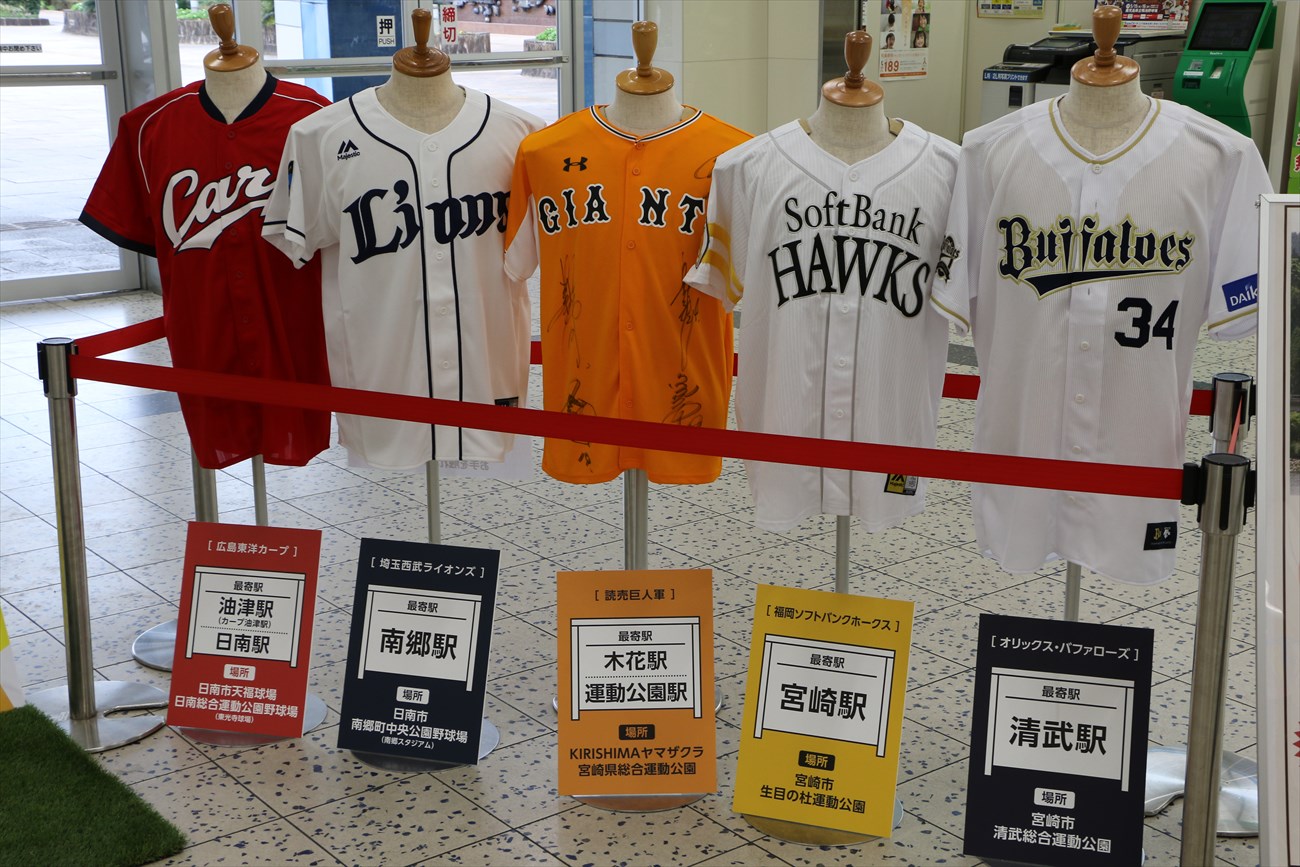 押
PUSH
締切
189
Carp
Majestic
Lions
GIANTS
SoftBank
HAWKS
Buffaloes
34
DAIK
[ 広島東洋カープ ]
最寄駅
油津駅
(カープ油津駅)
日南駅
場所
日南市天福球場
日南総合運動公園野球場
(東光寺球場)
[ 埼玉西武ライオンズ ]
最寄駅
南郷駅
場所
日南市
南郷町中央公園野球場
(南郷スタジアム)
[ 読売巨人軍 ]
最寄駅
木花駅
運動公園駅
場所
KIRISHIMAヤマザクラ
宮崎県総合運動公園
[ 福岡ソフトバンクホークス ]
最寄駅
宮崎駅
場所
宮崎市
生目の杜運動公園
[ オリックス・バファローズ ]
最寄駅
清武駅
場所
宮崎市
清武総合運動公園